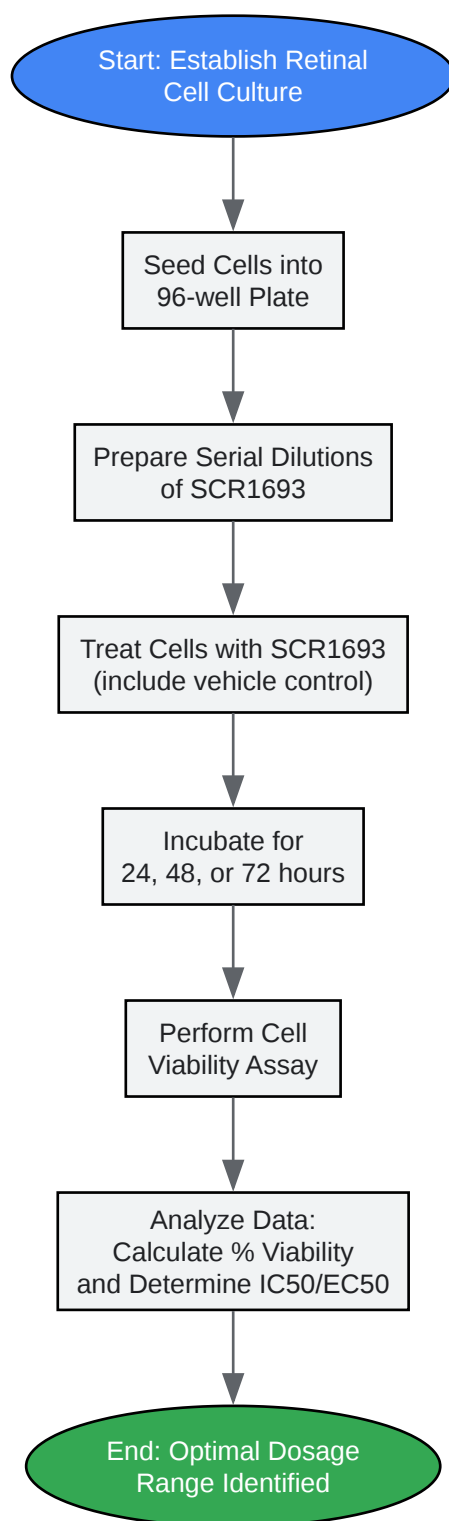 Start: Establish Retinal
Cell Culture
Seed Cells into
96-well Plate
Prepare Serial Dilutions
of SCR1693
Treat Cells with SCR1693
(include vehicle control)
Incubate for
24, 48, or 72 hours
Perform Cell
Viability Assay
Analyze Data:
Calculate % Viability
and Determine IC50/EC50
End: Optimal Dosage
Range Identified